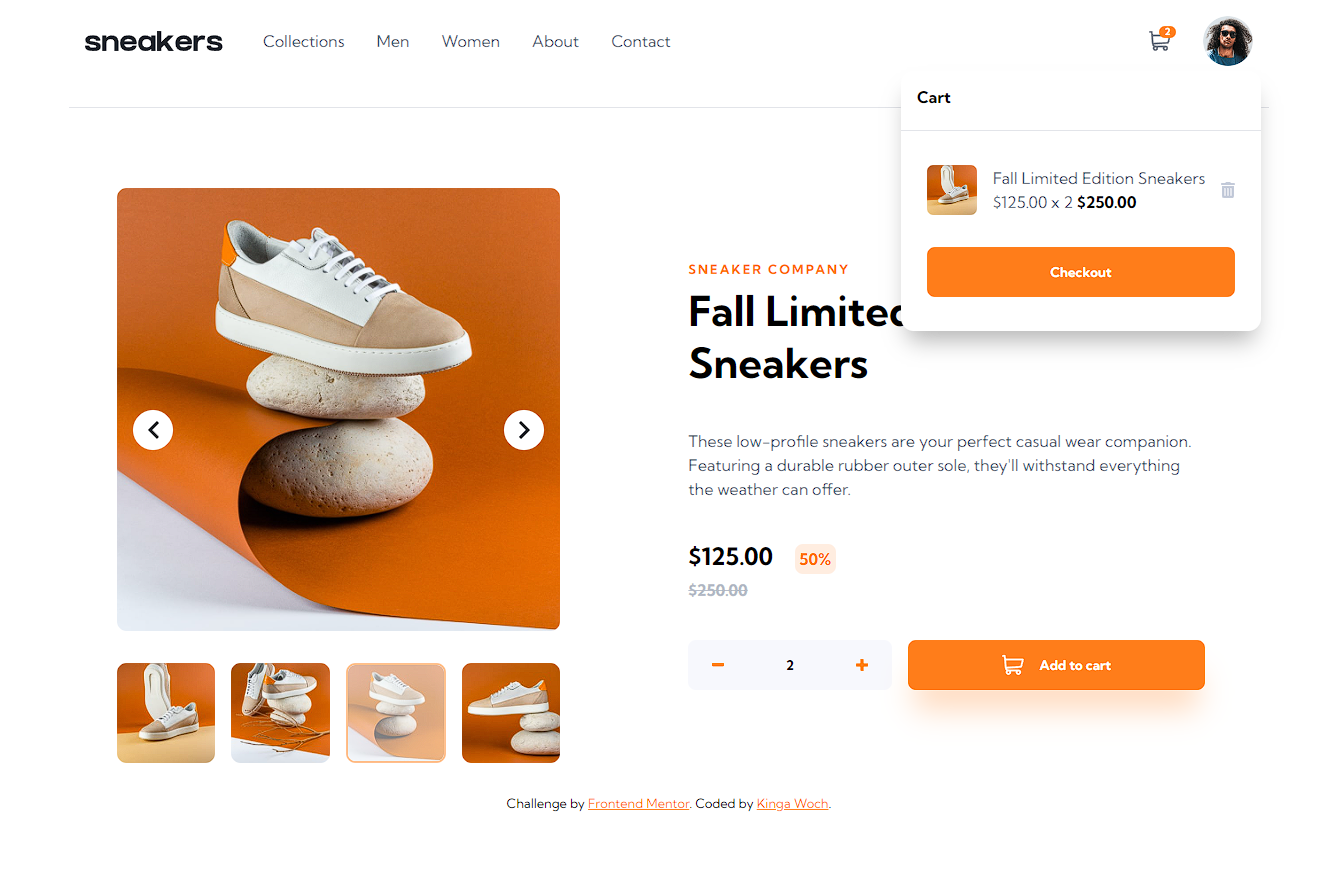 sneakers
Collections
Men
Women
About
Contact
2
Cart
Fall Limited Edition Sneakers
$125.00 x 2 $250.00
Checkout
SNEAKER COMPANY
Fall Limited
Sneakers
These low-profile sneakers are your perfect casual wear companion.
Featuring a durable rubber outer sole, they'll withstand everything
the weather can offer.
$125.00 50%
$250.00
2
Add to cart
Challenge by Frontend Mentor. Coded by Kinga Woch.